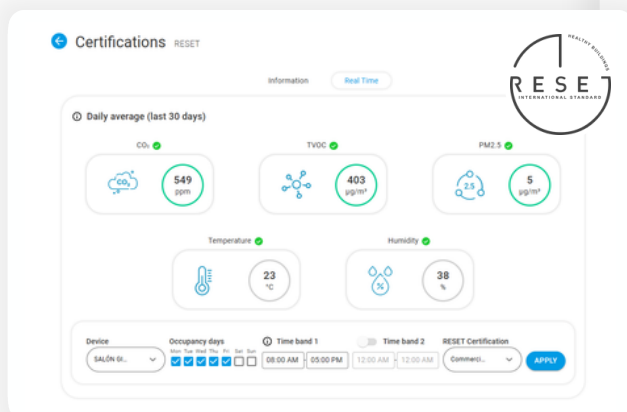 Certifications RESET
HEALTHY BUILDINGS
RESET
INTERNATIONAL STANDARD
Information Real Time
Daily average (last 30 days)
CO₂ TVOC PM2.5
CO₂ 549 ppm
403 µg/m³
2.5 5 µg/m³
Temperature Humidity
23 °C
% 38 %
Device Occupancy days Time band 1 Time band 2 RESET Certification
Mon Tue Wed Thu Fri Sat Sun
SALÓN GI... 08:00 AM - 05:00 PM 12:00 AM - 12:00 AM Commerci... APPLY